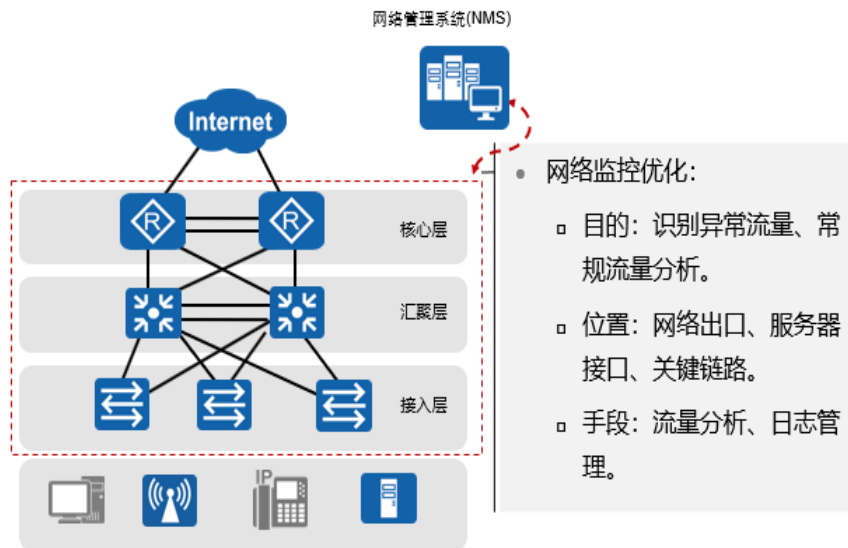 网络管理系统(NMS)
Internet
R
R
核心层
汇聚层
接入层
IP
网络监控优化：
目的：识别异常流量、常
规流量分析。
位置：网络出口、服务器
接口、关键链路。
手段：流量分析、日志管
理。